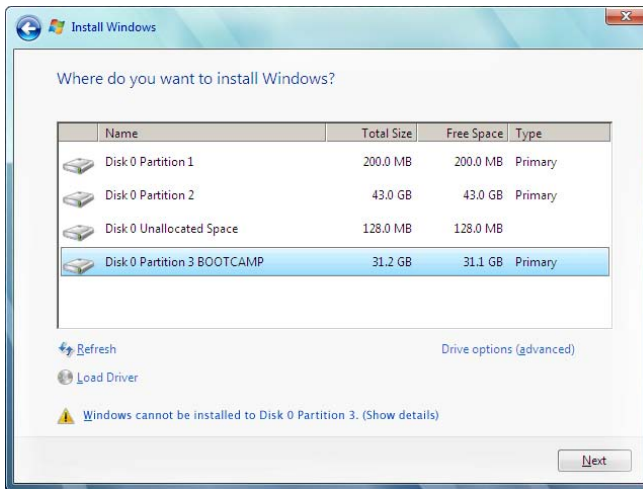 Install Windows
Where do you want to install Windows?
Name Total Size Free Space Type
Disk 0 Partition 1 200.0 MB 200.0 MB Primary
Disk 0 Partition 2 43.0 GB 43.0 GB Primary
Disk 0 Unallocated Space 128.0 MB 128.0 MB
Disk 0 Partition 3 BOOTCAMP 31.2 GB 31.1 GB Primary
Refresh Drive options (advanced)
Load Driver
Windows cannot be installed to Disk 0 Partition 3. (Show details)
Next